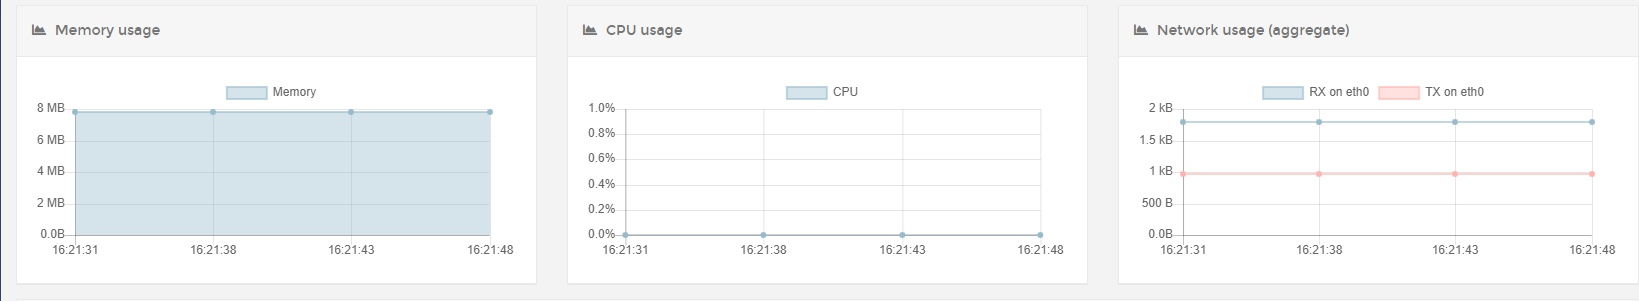 Memory usage
Memory
8 MB
6 MB
4 MB
2 MB
0.0B
16:21:31 16:21:38 16:21:43 16:21:48
CPU usage
CPU
1.0%
0.8%
0.6%
0.4%
0.2%
0.0%
16:21:31 16:21:38 16:21:43 16:21:48
Network usage (aggregate)
RX on eth0 TX on eth0
2 kB
1.5 kB
1 kB
500 B
0.0B
16:21:31 16:21:38 16:21:43 16:21:48